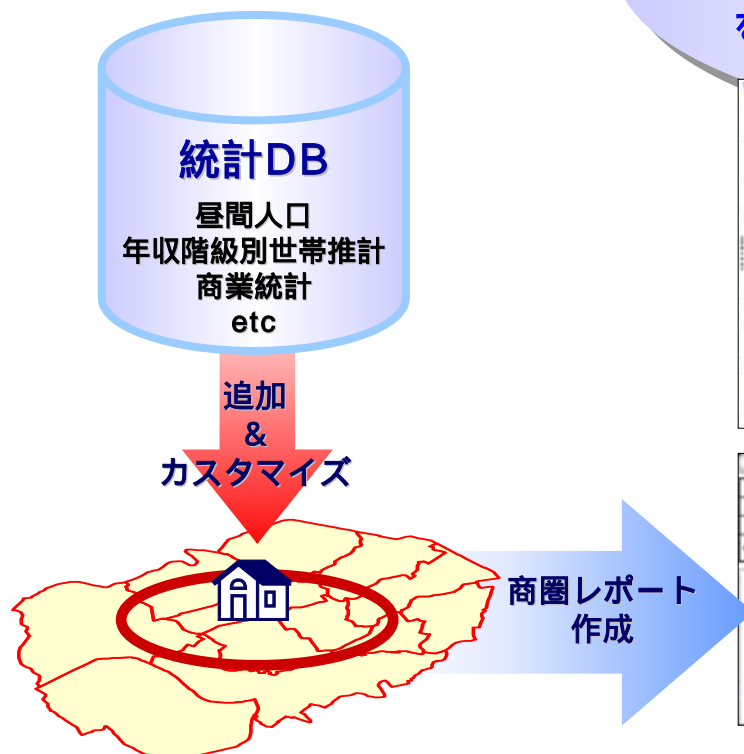 を
統計DB
昼間人口
年収階級別世帯推計
商業統計
etc
追加
&
カスタマイズ
商圏レポート
作成